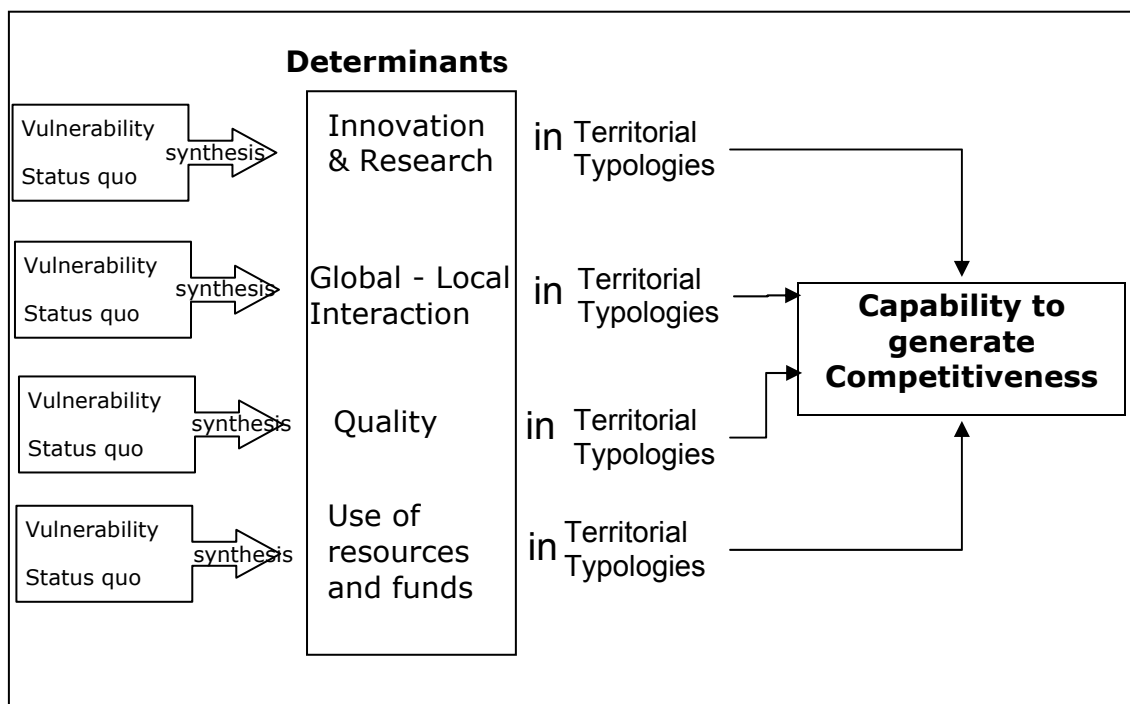 Determinants
Vulnerability
Status quo
synthesis
Innovation
& Research
in
Territorial
Typologies
Vulnerability
Status quo
synthesis
Global - Local
Interaction
in
Territorial
Typologies
Capability to
generate
Competitiveness
Vulnerability
Status quo
synthesis
Quality
in
Territorial
Typologies
Vulnerability
Status quo
synthesis
Use of
resources
and funds
in
Territorial
Typologies